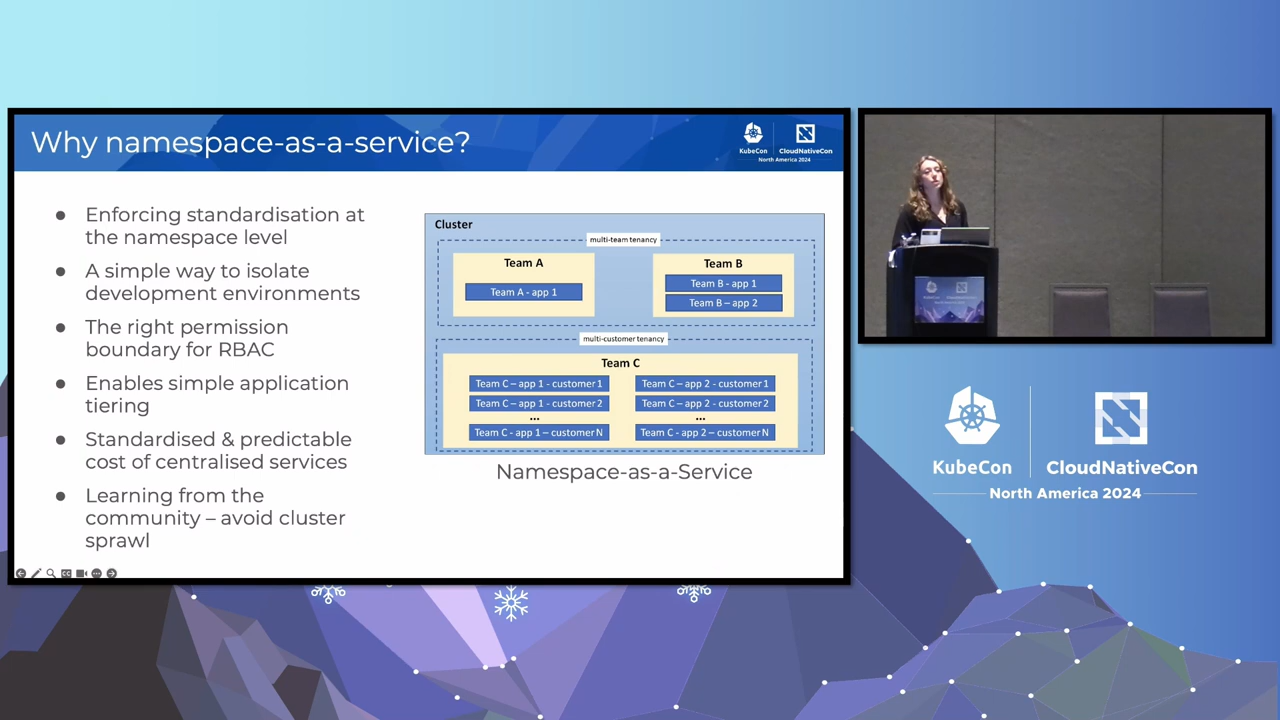 Why namespace-as-a-service?
KubeCon
CloudNativeCon
North America 2024
● Enforcing standardisation at
the namespace level
● A simple way to isolate
development environments
● The right permission
boundary for RBAC
● Enables simple application
tiering
● Standardised & predictable
cost of centralised services
● Learning from the
community – avoid cluster
sprawl
Cluster
multi-team tenancy
Team A
Team A - app 1
Team B
Team B - app 1
Team B – app 2
multi-customer tenancy
Team C
Team C – app 1 - customer 1
Team C – app 1 - customer 2
...
Team C - app 1 – customer N
Team C – app 2 - customer 1
Team C – app 2 - customer 2
...
Team C - app 2 – customer N
Namespace-as-a-Service
KubeCon
CloudNativeCon
KubeCon
CloudNativeCon
North America 2024